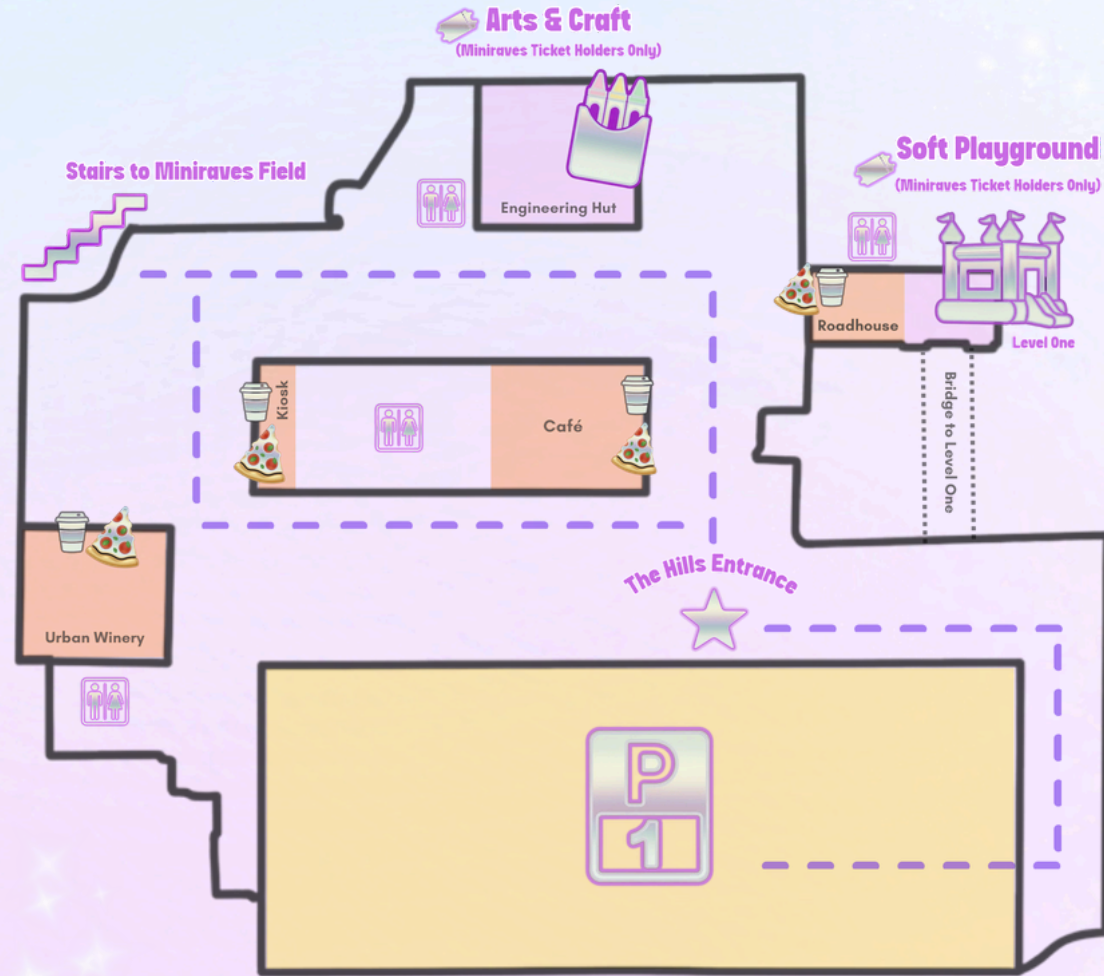 Arts & Craft
(Miniraves Ticket Holders Only)
Stairs to Miniraves Field
Soft Playground
(Miniraves Ticket Holders Only)
Engineering Hut
Roadhouse
Level One
Kiosk
Café
Bridge to Level One
The Hills Entrance
Urban Winery
P
1